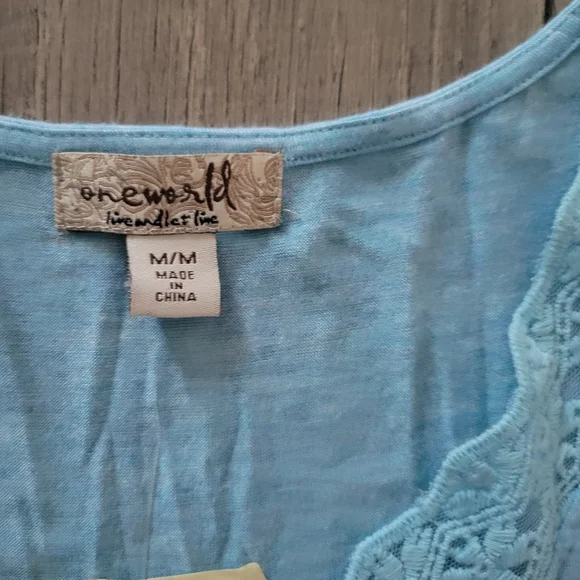 oneworld
live and let live
M/M
MADE
IN
CHINA